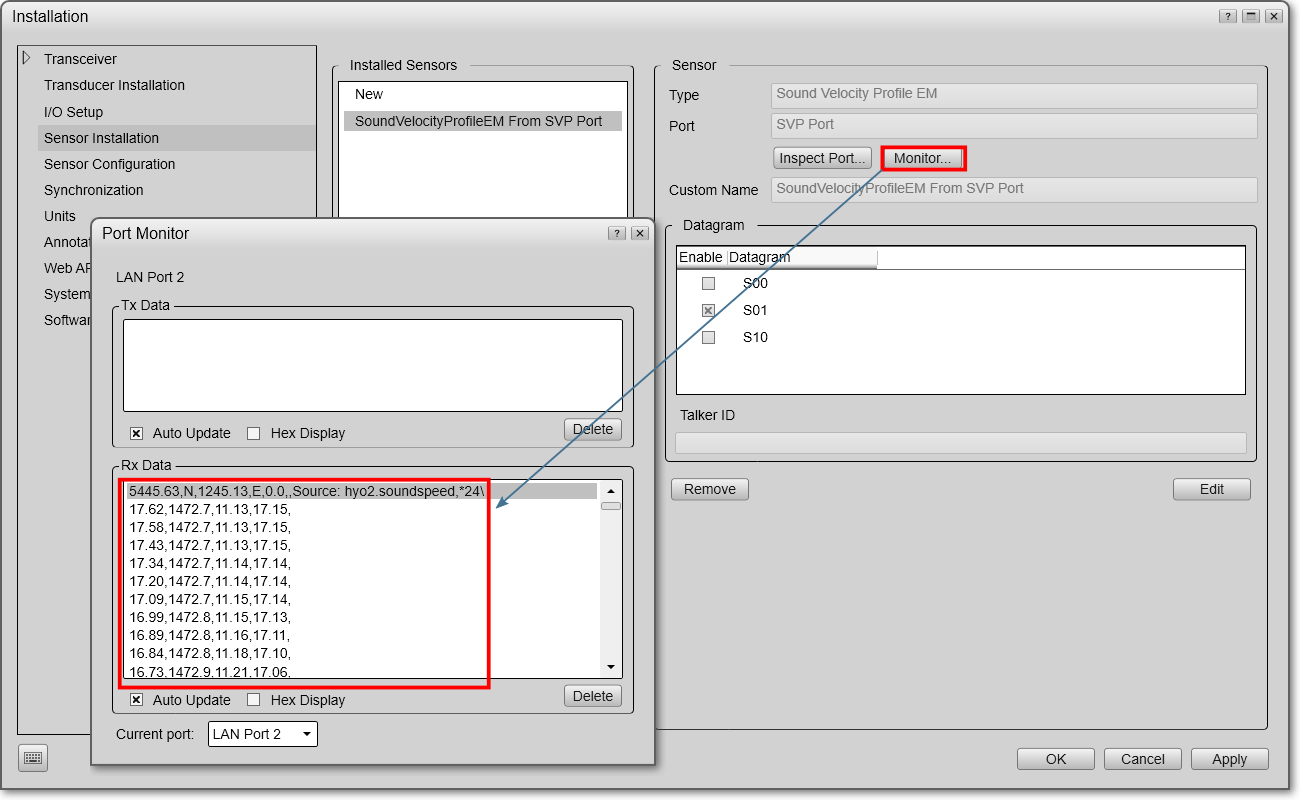 Installation
Transceiver
Transducer Installation
I/O Setup
Sensor Installation
Sensor Configuration
Synchronization
Units
Annotat
Web AP
System
Softwar
Installed Sensors
New
SoundVelocityProfileEM From SVP Port
Sensor
Type
Sound Velocity Profile EM
Port
SVP Port
Inspect Port...
Monitor...
Custom Name
SoundVelocityProfileEM From SVP Port
Datagram
Enable Datagram
S00
S01
S10
Talker ID
Remove
Edit
Port Monitor
LAN Port 2
Tx Data
Auto Update
Hex Display
Delete
Rx Data
5445.63,N,1245.13,E,0.0,,Source: hyo2.soundspeed,*24\
17.62,1472.7,11.13,17.15,
17.58,1472.7,11.13,17.15,
17.43,1472.7,11.13,17.15,
17.34,1472.7,11.14,17.14,
17.20,1472.7,11.14,17.14,
17.09,1472.7,11.15,17.14,
16.99,1472.8,11.15,17.13,
16.89,1472.8,11.16,17.11,
16.84,1472.8,11.18,17.10,
16.73,1472.9,11.21,17.06,
Auto Update
Hex Display
Delete
Current port:
LAN Port 2
OK
Cancel
Apply